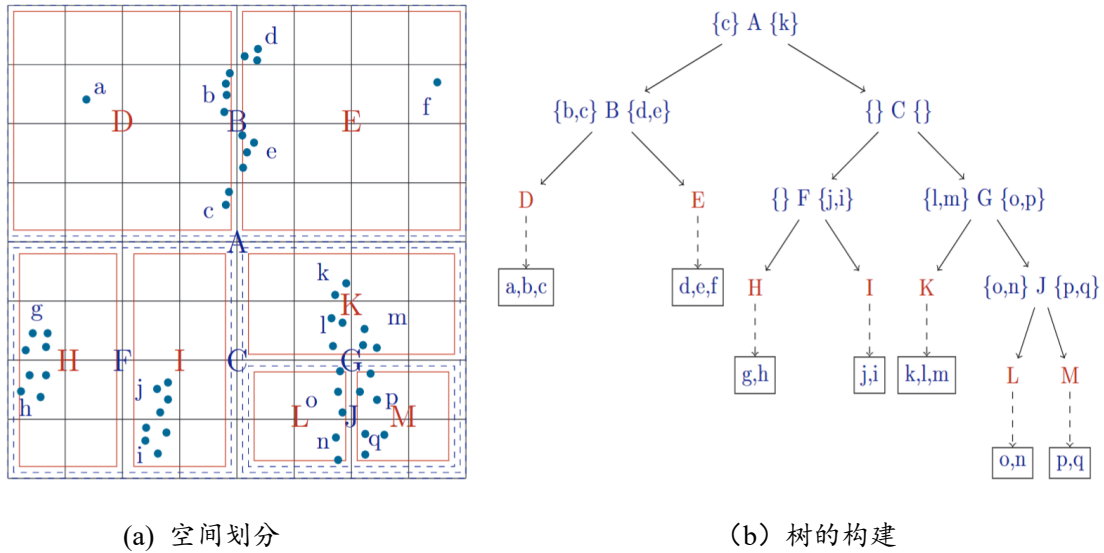 d
a
b
f
D
B
E
e
c
A
k
K
g
l
m
H
F
I
C
G
j
h
o
p
L
J
M
n
q
i
{c} A {k}
{b,c} B {d,e}
{} C {}
D
E
{} F {j,i}
{l,m} G {o,p}
a,b,c
d,e,f
H
I
K
{o,n} J {p,q}
g,h
j,i
k,l,m
L
M
o,n
p,q
(a) 空间划分
（b）树的构建